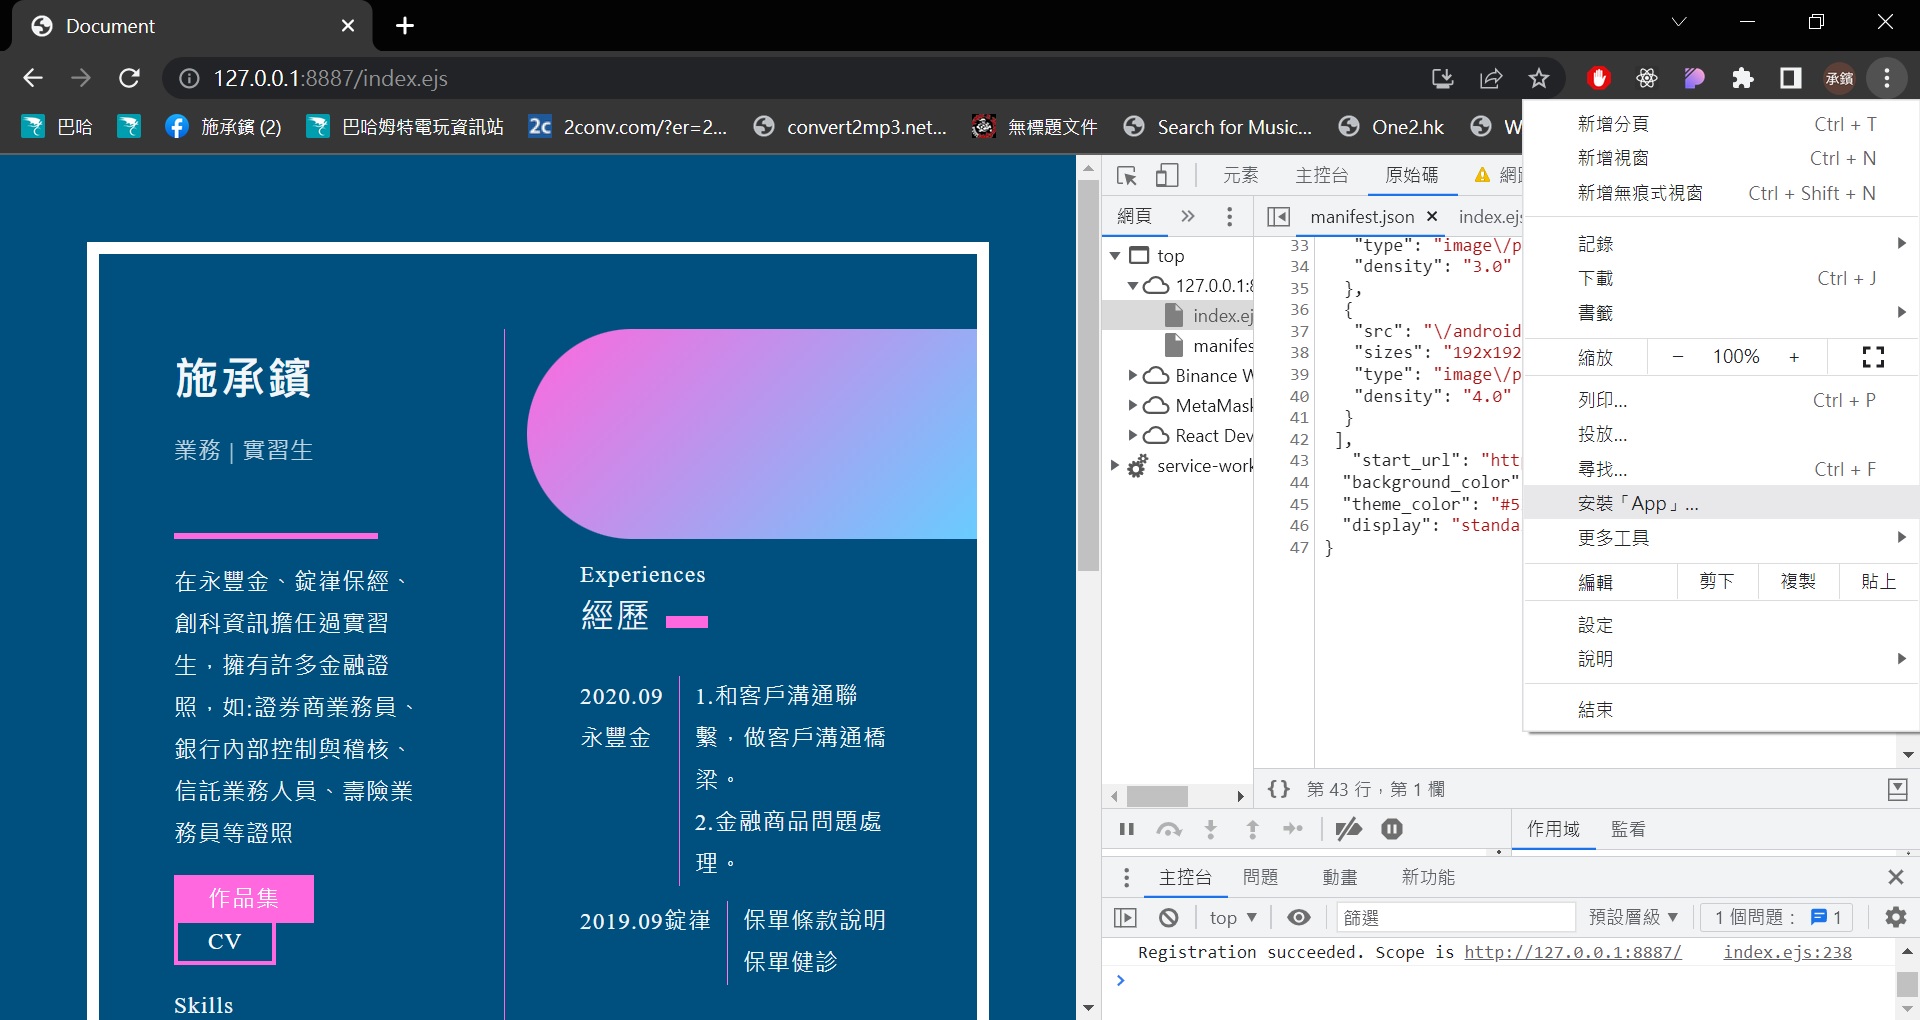 Document
127.0.0.1:8887/index.ejs
承鑌
巴哈
施承鑌 (2)
巴哈姆特電玩資訊站
2c
2conv.com/?er=2...
convert2mp3.net...
無標題文件
Search for Music...
One2.hk
W
施承鑌
業務 | 實習生
在永豐金、錠嵂保經、
創科資訊擔任過實習
生，擁有許多金融證
照，如:證券商業務員、
銀行內部控制與稽核、
信託業務人員、壽險業
務員等證照
作品集
CV
Skills
Experiences
經歷
2020.09
永豐金
1.和客戶溝通聯
繫，做客戶溝通橋
梁。
2.金融商品問題處
理。
2019.09錠嵂
保單條款說明
保單健診
元素
主控台
原始碼
網頁
manifest.json
index.ejs
top
127.0.0.1:8
index.ej
manifes
Binance W
MetaMask
React Dev
service-work
33 "type": "image\/p
34 "density": "3.0"
35 },
36 {
37 "src": "\/android
38 "sizes": "192x192
39 "type": "image\/p
40 "density": "4.0"
41 }
42 ],
43 "start_url": "htt
44 "background_color"
45 "theme_color": "#5
46 "display": "standa
47 }
第 43 行，第 1 欄
作用域
監看
主控台
問題
動畫
新功能
top
篩選
預設層級
1 個問題：
1
Registration succeeded. Scope is http://127.0.0.1:8887/
index.ejs:238
新增分頁 Ctrl + T
新增視窗 Ctrl + N
新增無痕式視窗 Ctrl + Shift + N
記錄
下載 Ctrl + J
書籤
縮放 − 100% +
列印... Ctrl + P
投放...
尋找... Ctrl + F
安裝「App」...
更多工具
編輯 剪下 複製 貼上
設定
說明
結束